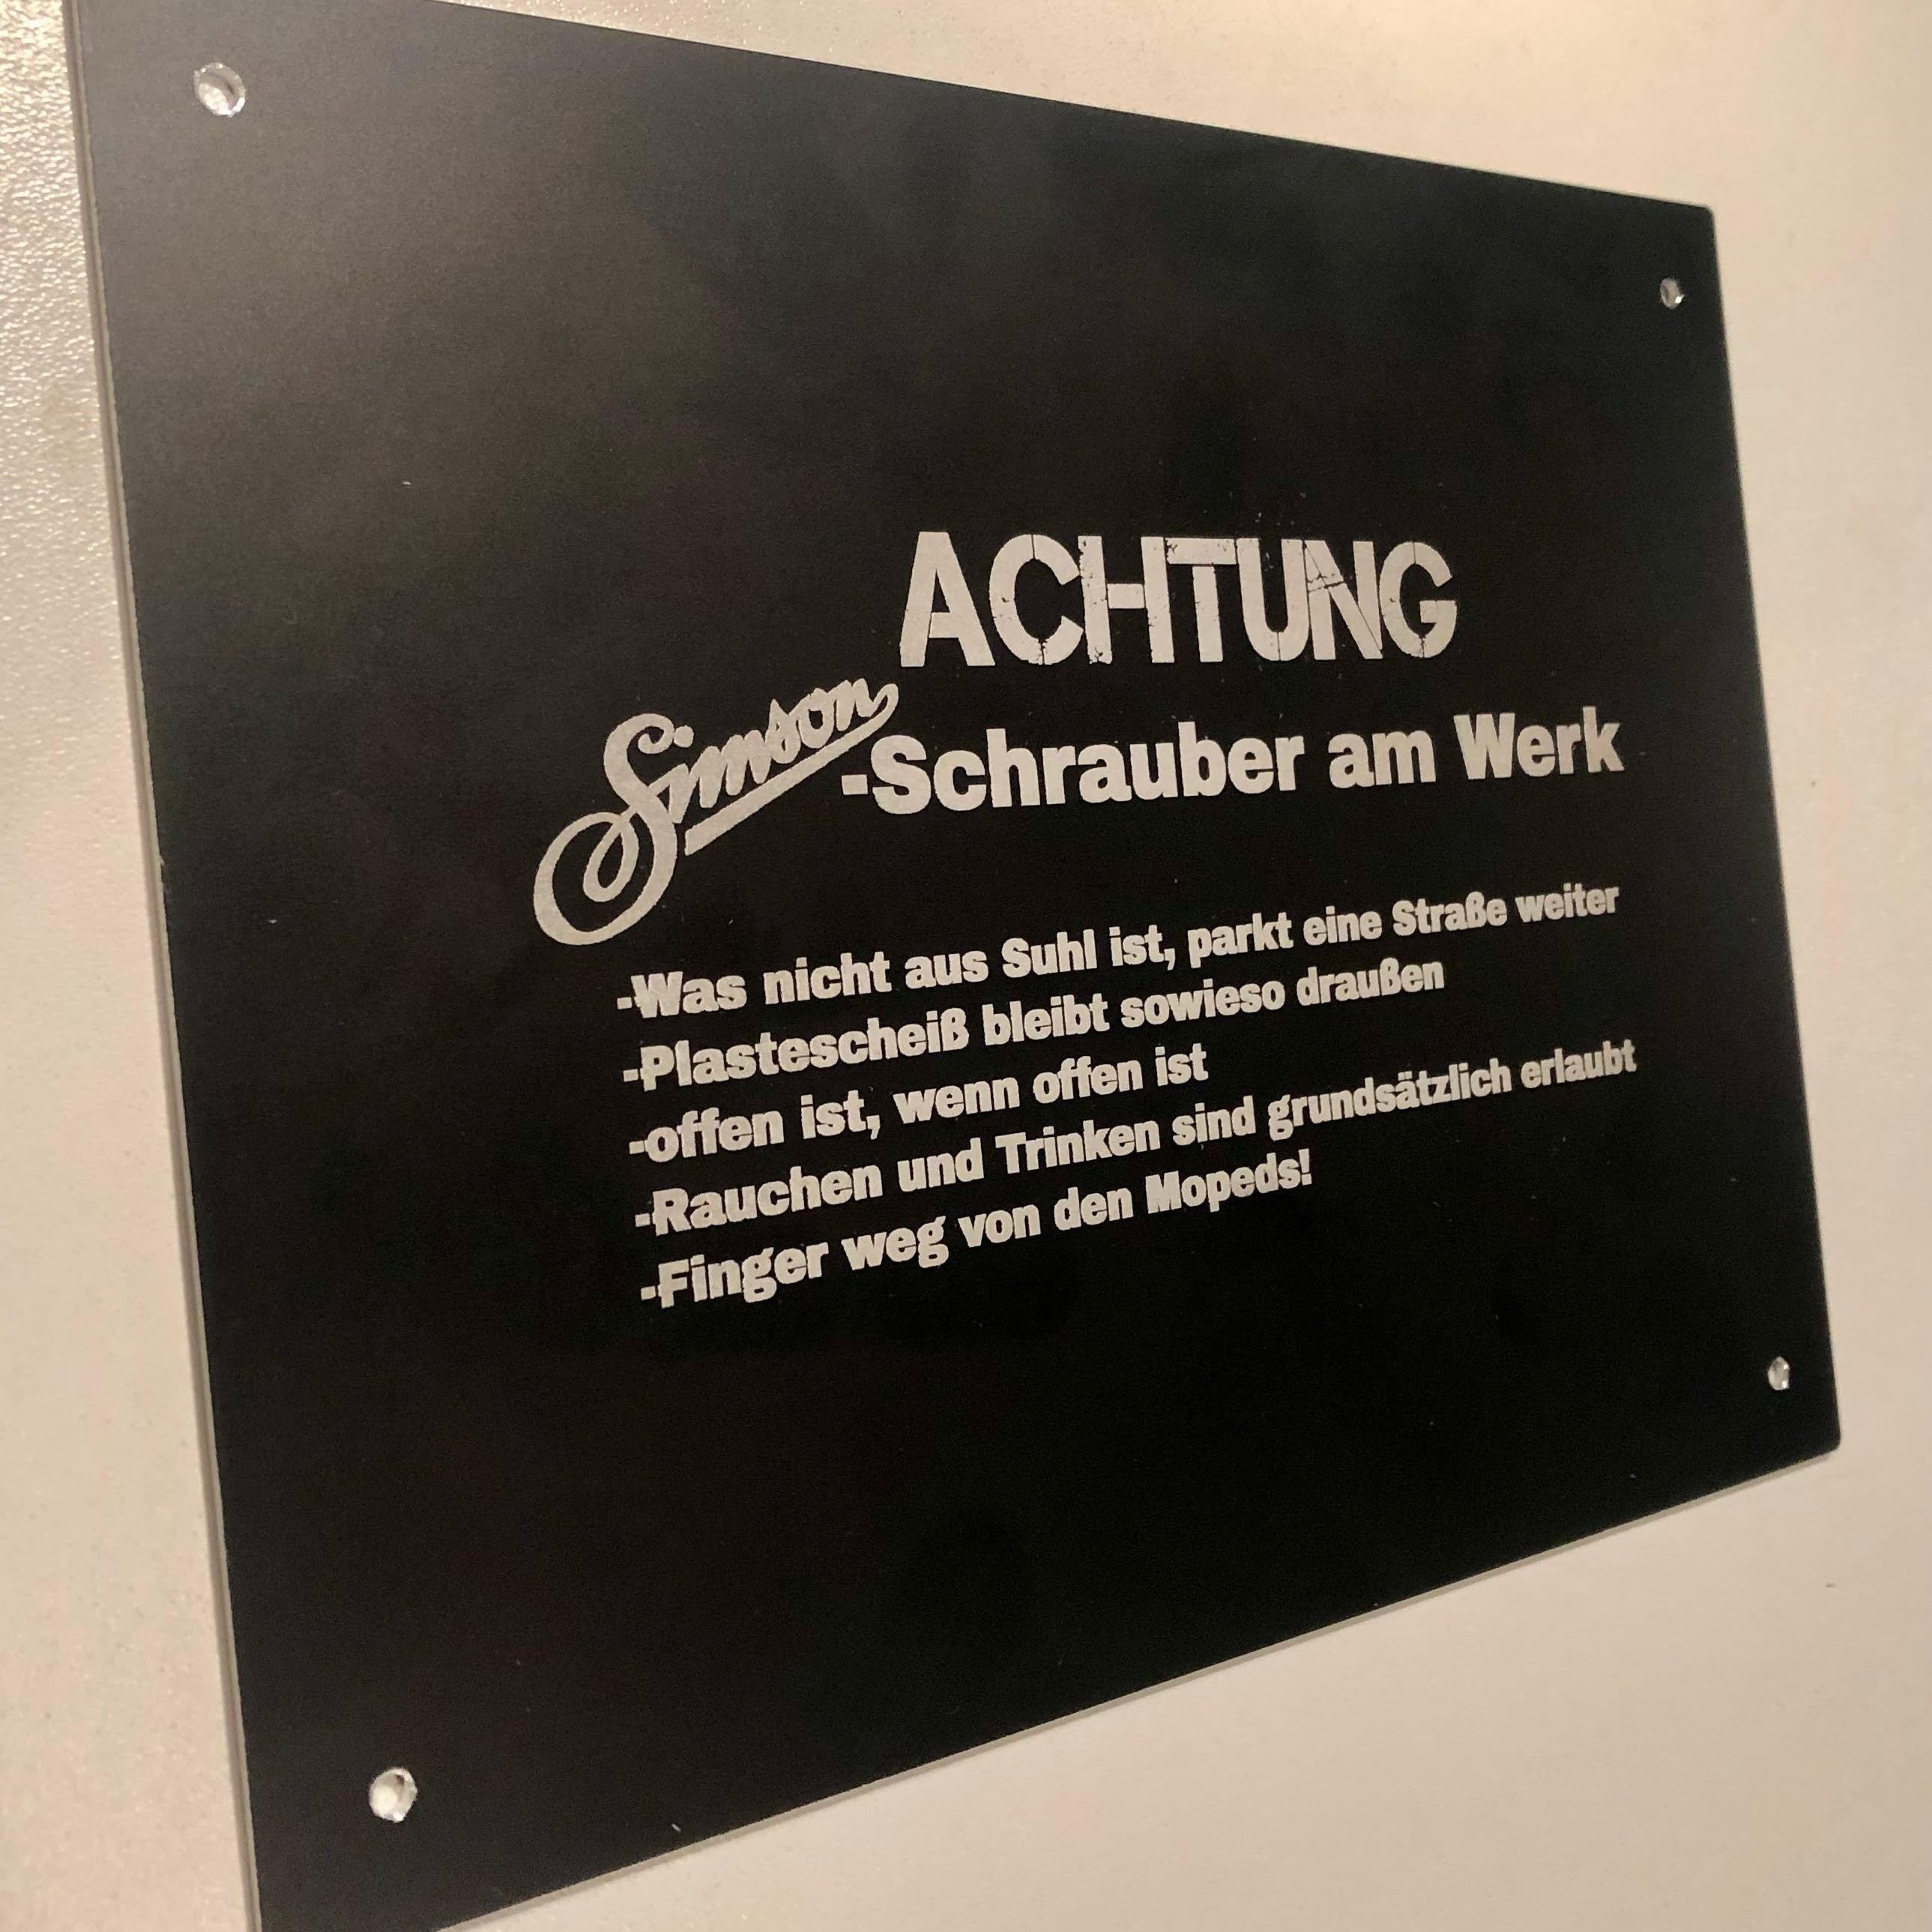 ACHTUNG
Simson-Schrauber am Werk
-Was nicht aus Suhl ist, parkt eine Straße weiter
-Plastescheiß bleibt sowieso draußen
-offen ist, wenn offen ist
-Rauchen und Trinken sind grundsätzlich erlaubt
-Finger weg von den Mopeds!